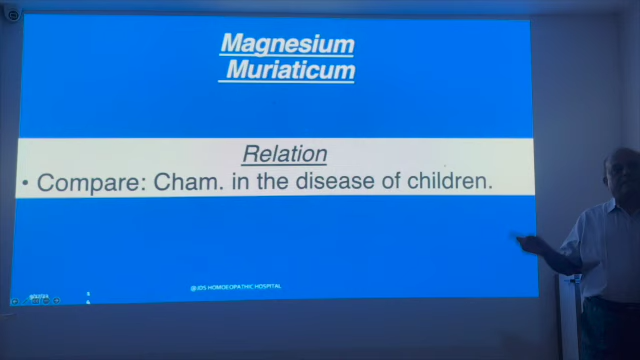 Magnesium
Muriaticum
Relation
• Compare: Cham. in the disease of children.
@JDS HOMOEOPATHIC HOSPITAL